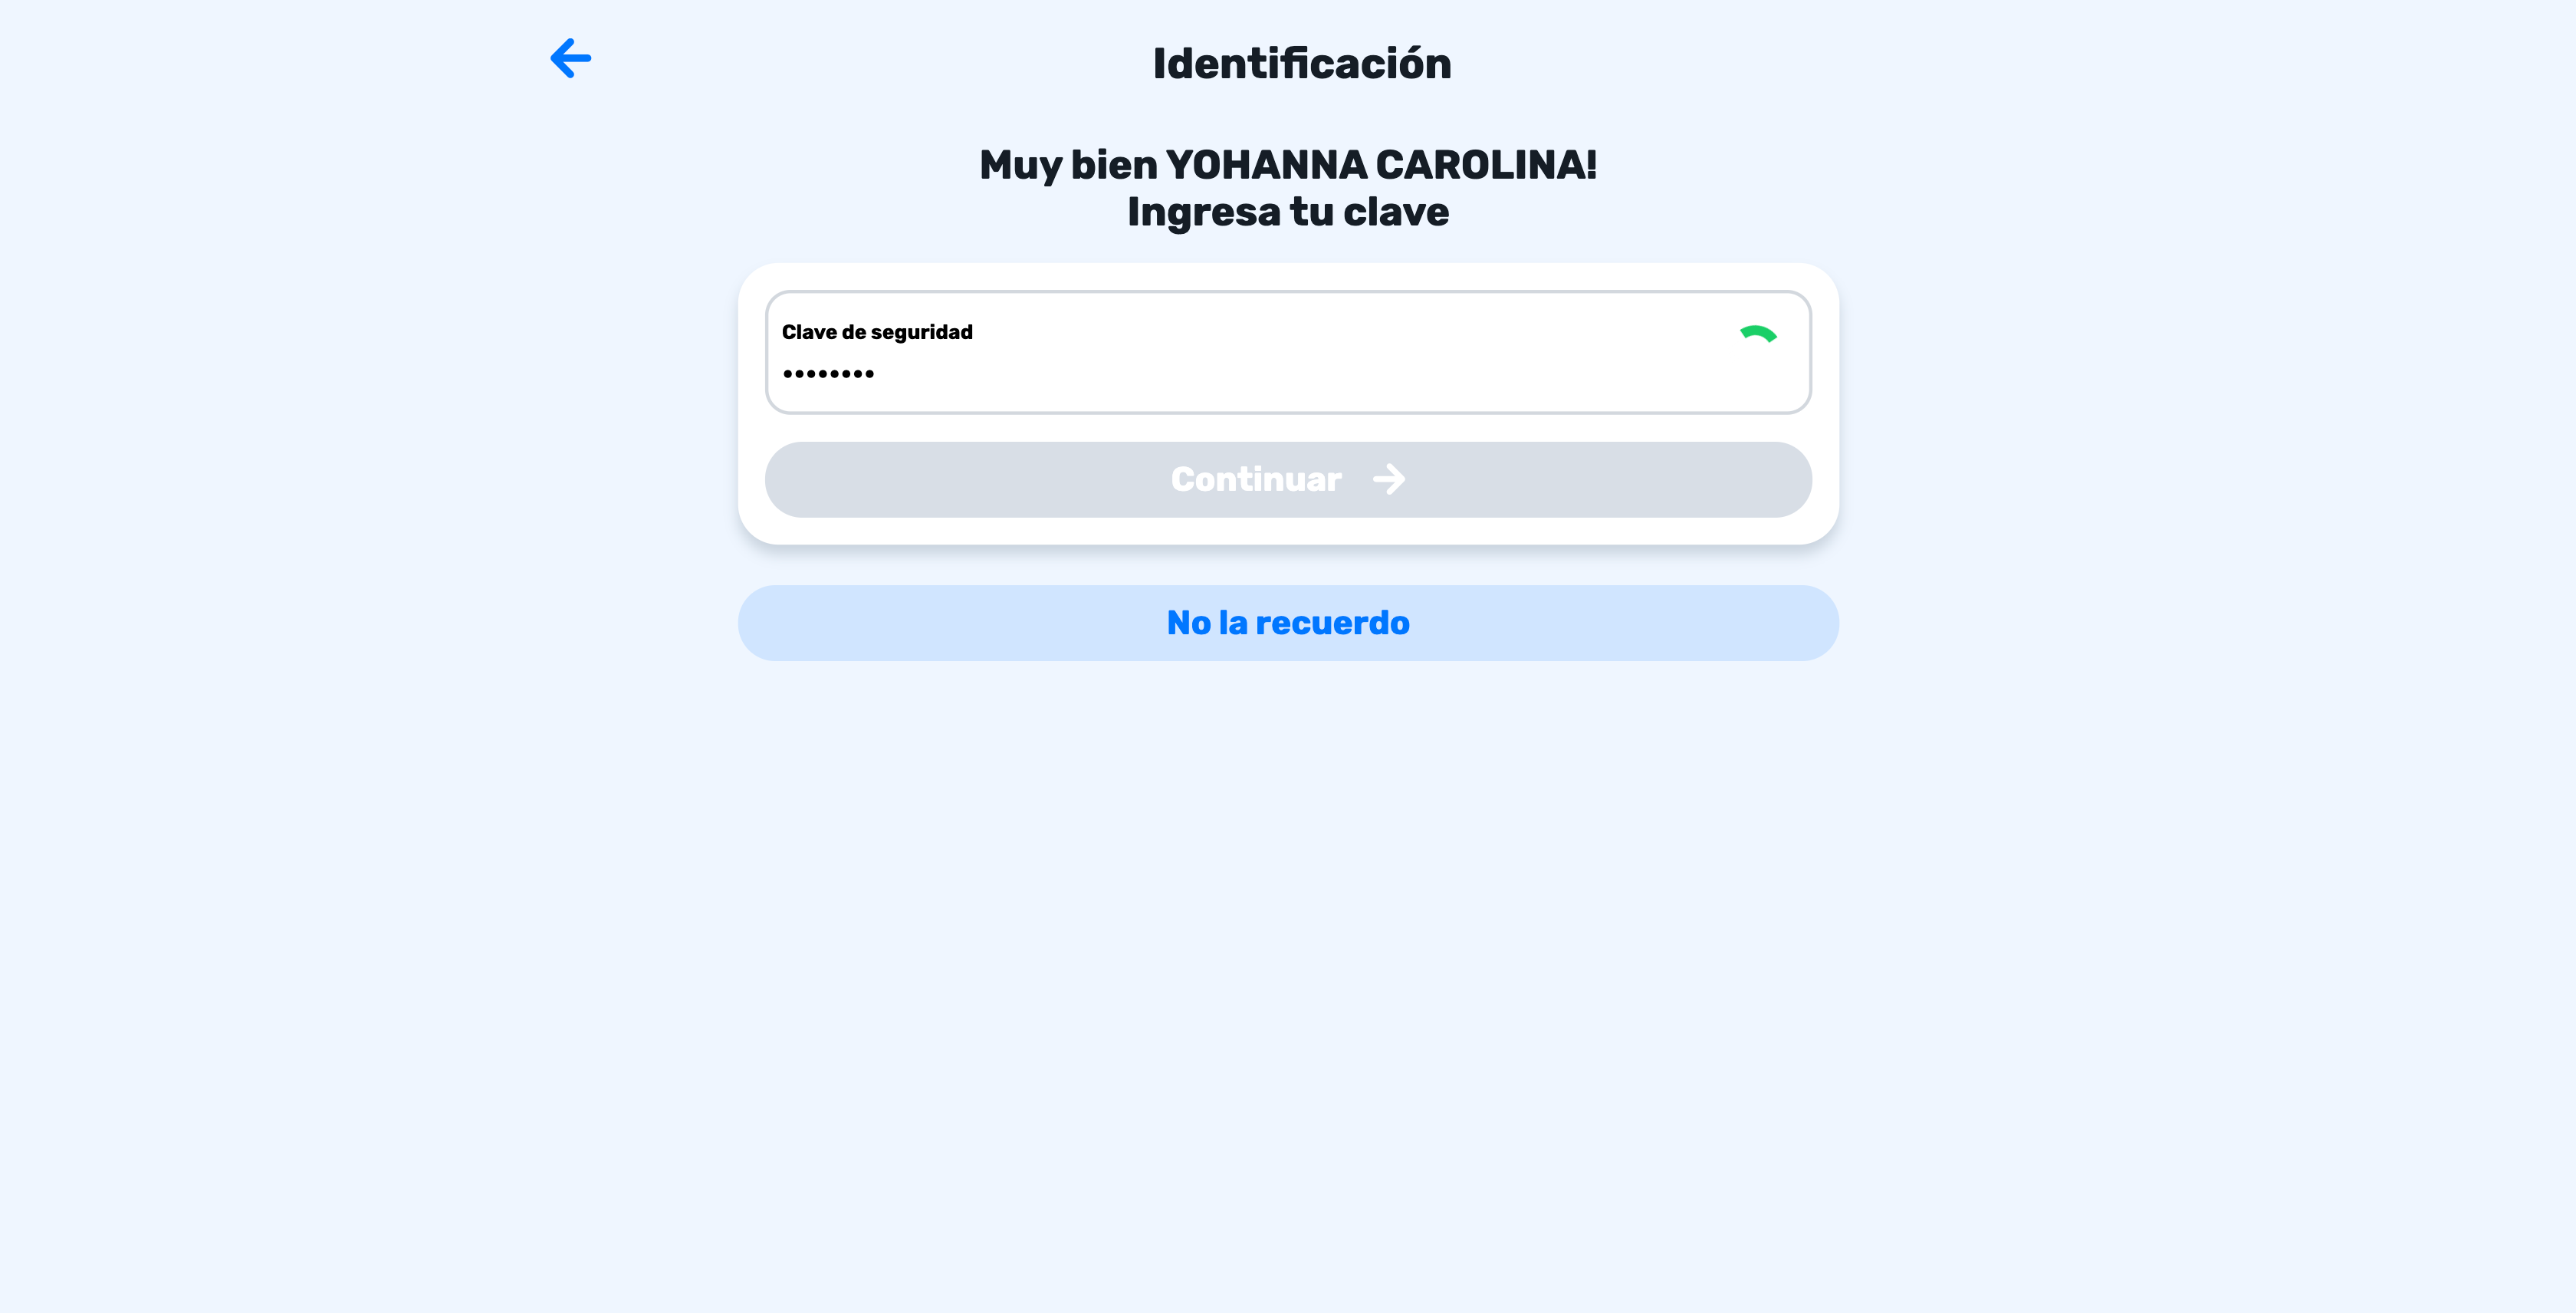 Identificación
Muy bien YOHANNA CAROLINA!
Ingresa tu clave
Clave de seguridad
••••••••
Continuar
No la recuerdo